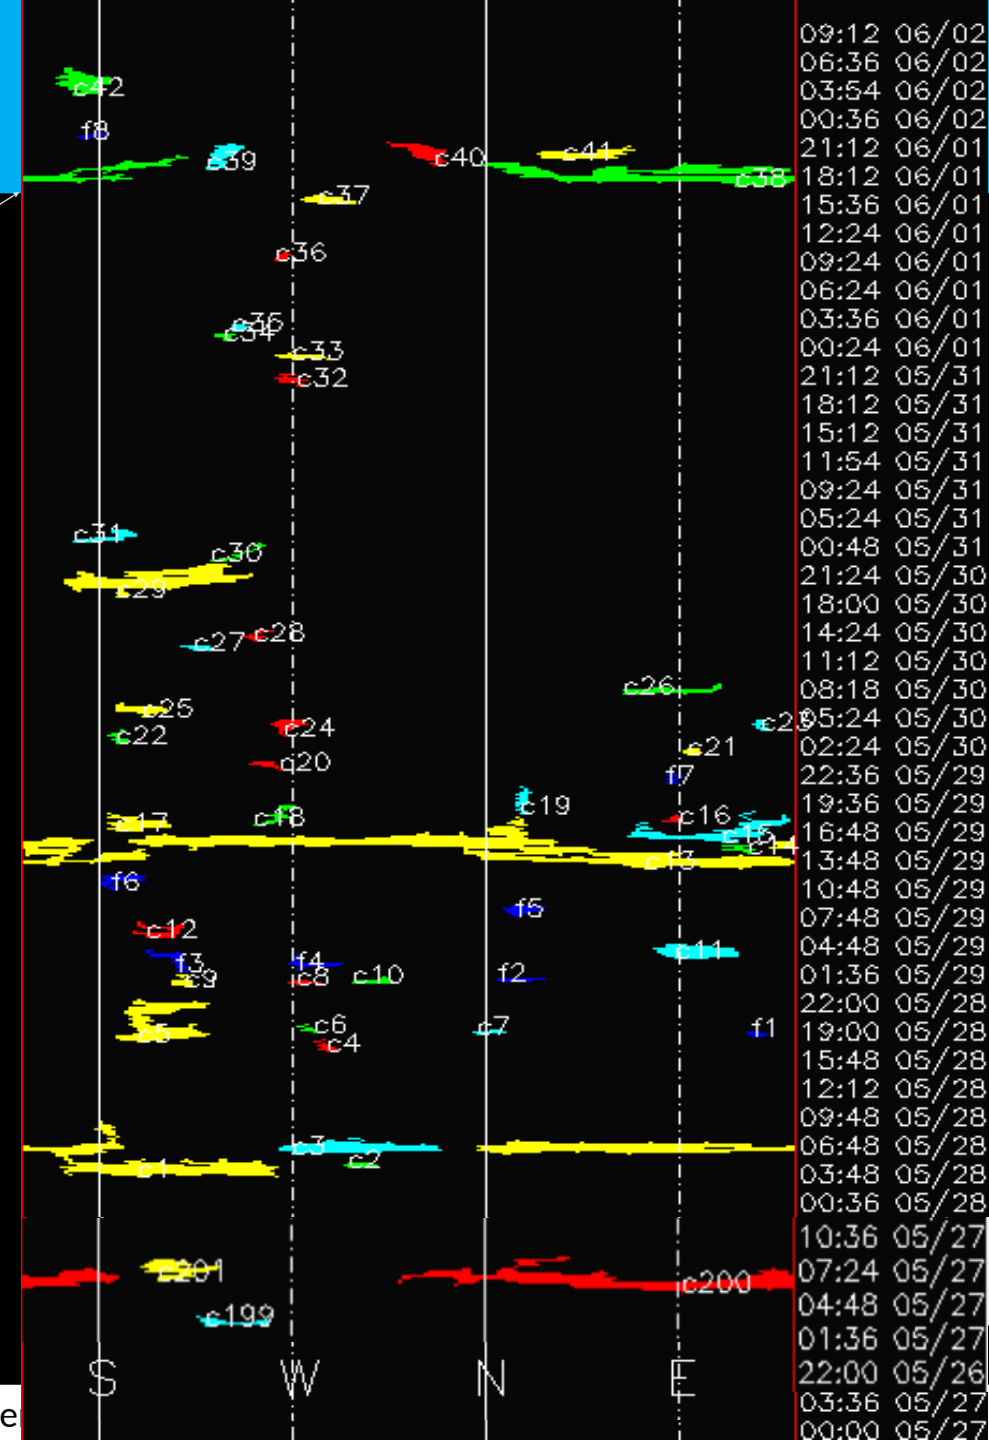 09:12 06/02
06:36 06/02
c42 03:54 06/02
00:36 06/02
f8
c39 c40 c41 21:12 06/01
c38 18:12 06/01
c37 15:36 06/01
12:24 06/01
c36 09:24 06/01
06:24 06/01
c35 03:36 06/01
c34
c33 00:24 06/01
c32 21:12 05/31
18:12 05/31
15:12 05/31
11:54 05/31
09:24 05/31
05:24 05/31
c31
c30 00:48 05/31
c29 21:24 05/30
18:00 05/30
c27 c28 14:24 05/30
11:12 05/30
c26 08:18 05/30
c25
c24 c23 05:24 05/30
c22 c21 02:24 05/30
c20 f7 22:36 05/29
c19 19:36 05/29
c17 c18 c16 c15 16:48 05/29
c14
c13 13:48 05/29
f6 10:48 05/29
f5 07:48 05/29
c12
c11 04:48 05/29
f3 f4
c9 c8 c10 f2 01:36 05/29
22:00 05/28
c5 c6 c7 f1 19:00 05/28
c4
15:48 05/28
12:12 05/28
09:48 05/28
c3 06:48 05/28
c1 c2 03:48 05/28
00:36 05/28
10:36 05/27
c201 c200 07:24 05/27
c199 04:48 05/27
01:36 05/27
S W N E 22:00 05/26
03:36 05/27
e 00:00 05/27